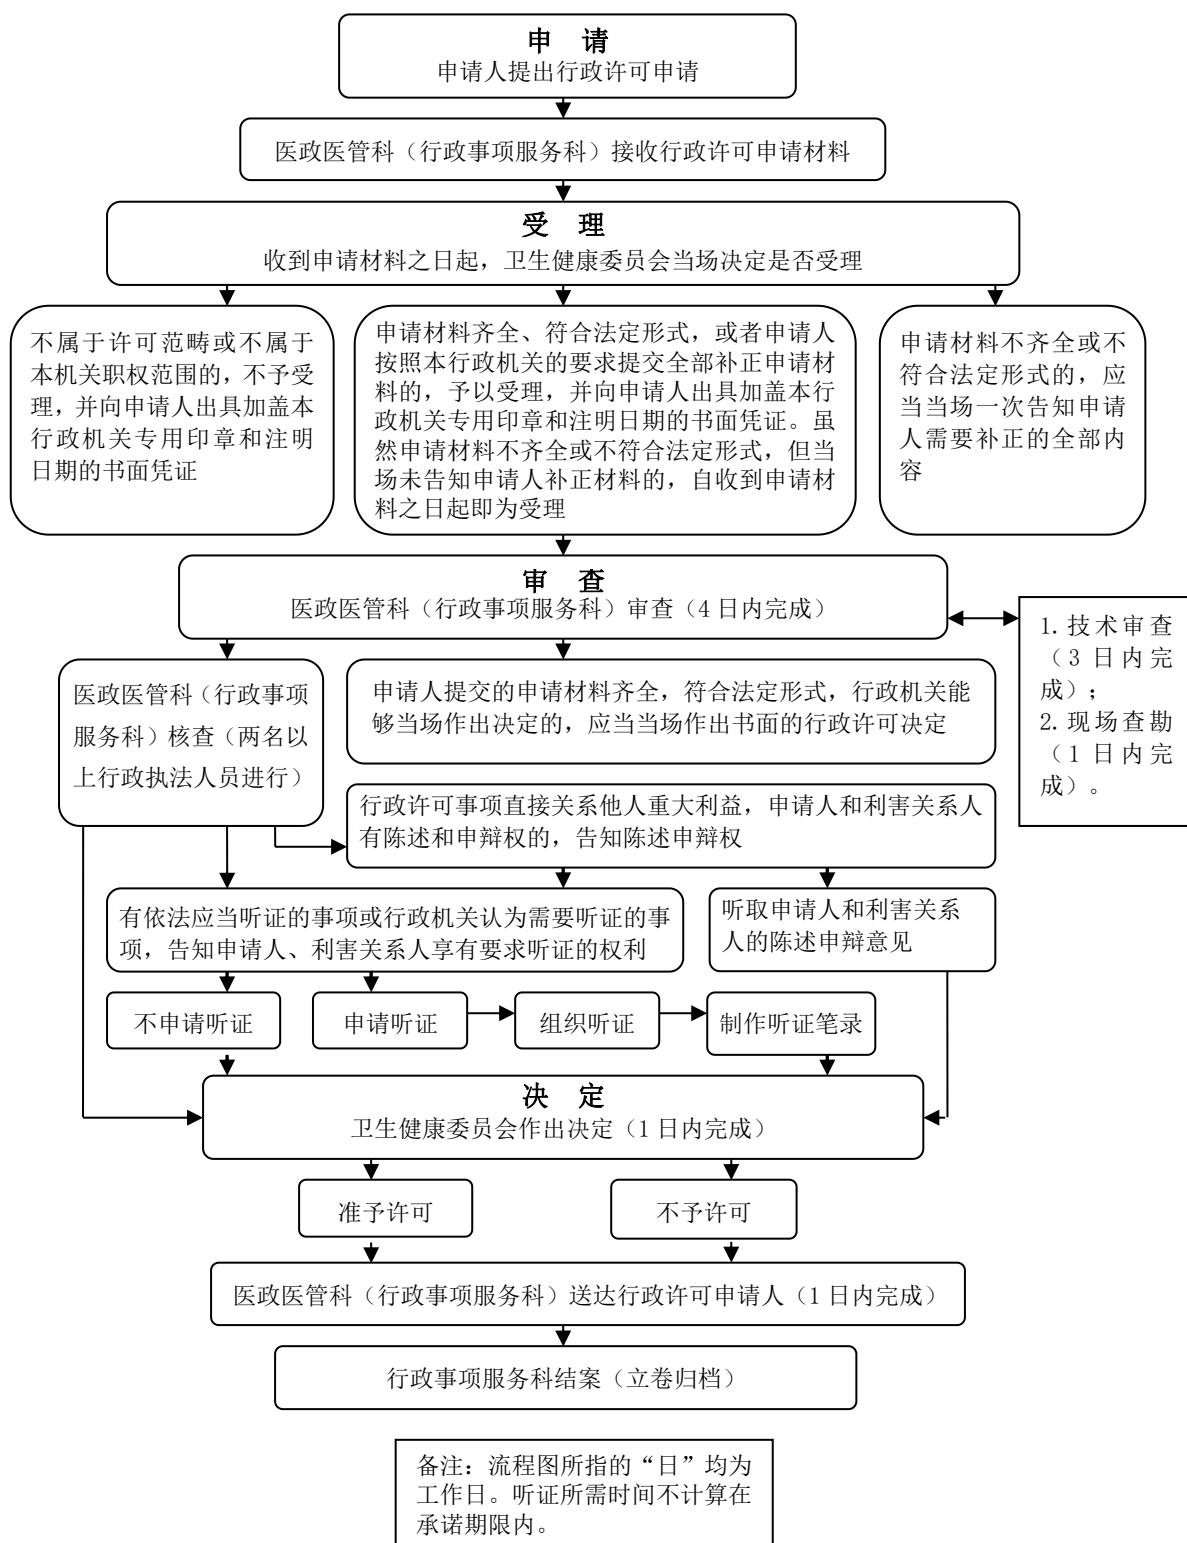 申 请
申请人提出行政许可申请
医政医管科（行政事项服务科）接收行政许可申请材料
受 理
收到申请材料之日起，卫生健康委员会当场决定是否受理
不属于许可范畴或不属于
本机关职权范围的，不予受
理，并向申请人出具加盖本
行政机关专用印章和注明
日期的书面凭证
申请材料齐全、符合法定形式，或者申请人
按照本行政机关的要求提交全部补正申请材
料的，予以受理，并向申请人出具加盖本行
政机关专用印章和注明日期的书面凭证。虽
然申请材料不齐全或不符合法定形式，但当
场未告知申请人补正材料的，自收到申请材
料之日起即为受理
申请材料不齐全或不
符合法定形式的，应
当当场一次告知申请
人需要补正的全部内
容
审 查
医政医管科（行政事项服务科）审查（4 日内完成）
1.技术审查
（3 日内完
成）；
2.现场查勘
（1 日内完
成）。
医政医管科（行政事项
服务科）核查（两名以
上行政执法人员进行）
申请人提交的申请材料齐全，符合法定形式，行政机关能
够当场作出决定的，应当当场作出书面的行政许可决定
行政许可事项直接关系他人重大利益，申请人和利害关系人
有陈述和申辩权的，告知陈述申辩权
有依法应当听证的事项或行政机关认为需要听证的事
项，告知申请人、利害关系人享有要求听证的权利
听取申请人和利害关系
人的陈述申辩意见
不申请听证
申请听证
组织听证
制作听证笔录
决 定
卫生健康委员会作出决定（1 日内完成）
准予许可
不予许可
医政医管科（行政事项服务科）送达行政许可申请人（1 日内完成）
行政事项服务科结案（立卷归档）
备注：流程图所指的“日”均为
工作日。听证所需时间不计算在
承诺期限内。